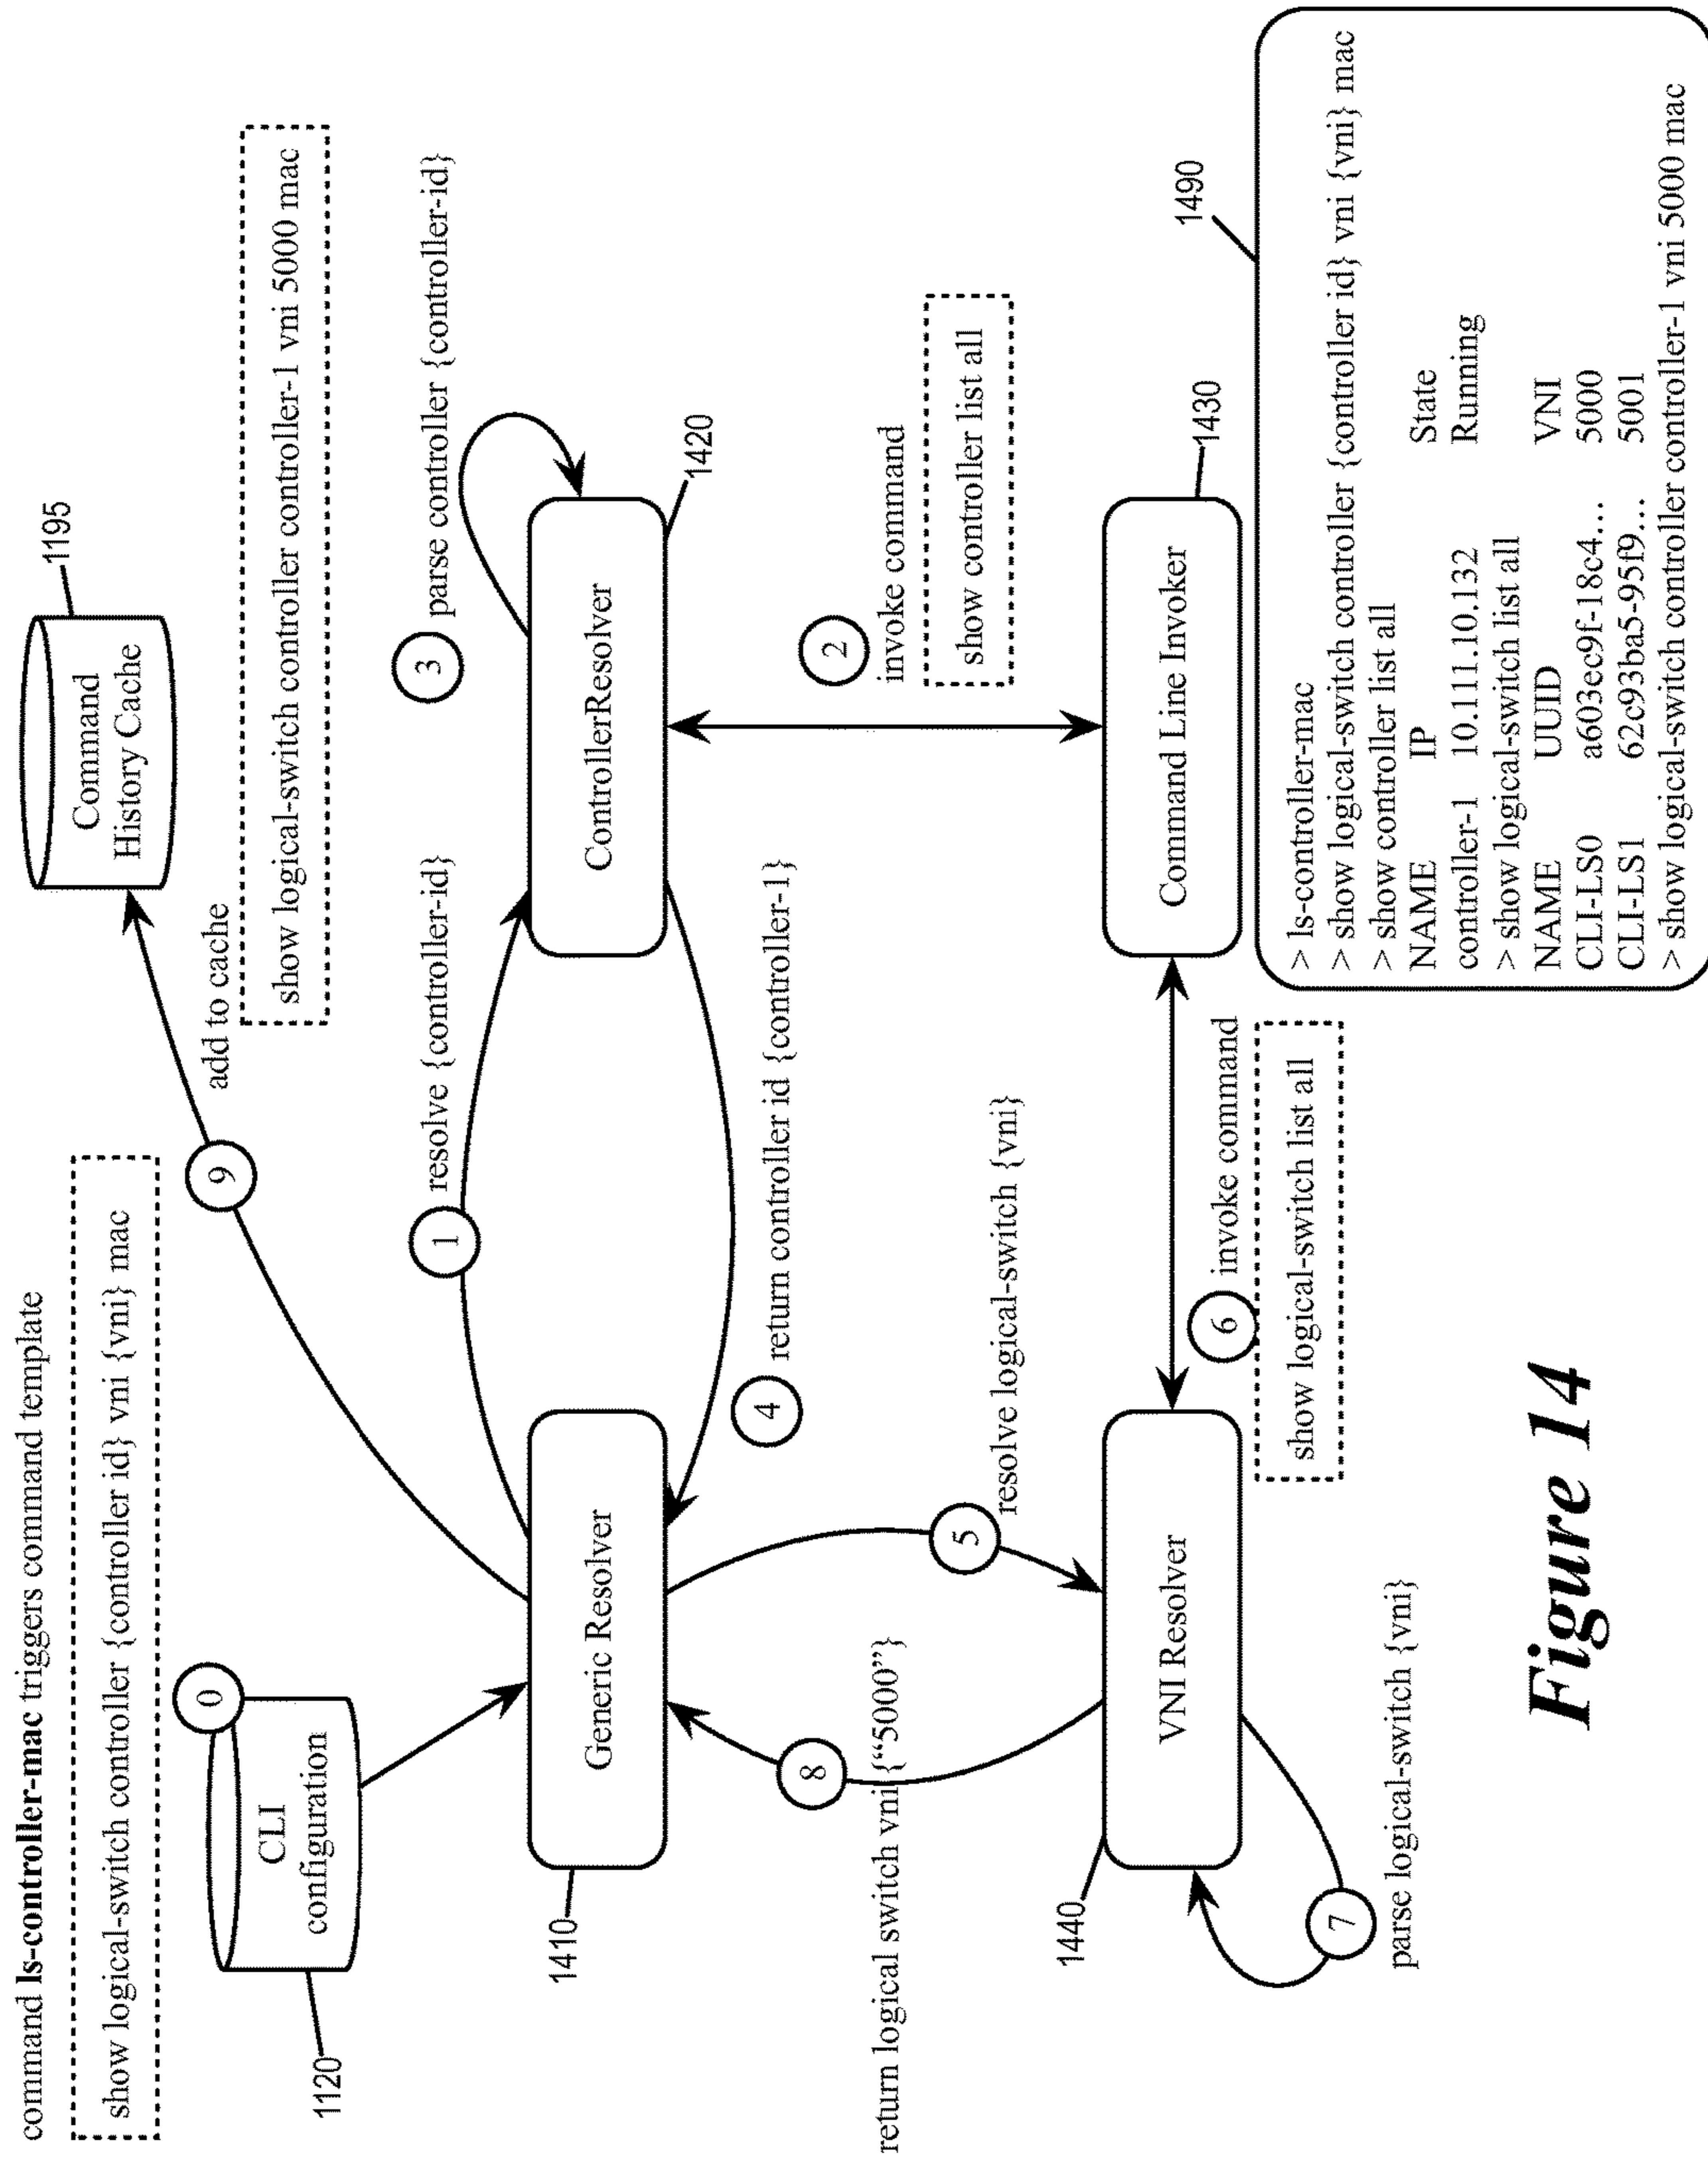 command ls-controller-mac triggers command template
show logical-switch controller {controller id} vni {vni} mac
0
CLI
configuration
1120
9
add to cache
Command
History Cache
1195
show logical-switch controller controller-1 vni 5000 mac
1
resolve {controller-id}
3
parse controller {controller-id}
Generic Resolver
1410
ControllerResolver
1420
4
return controller id {controller-1}
2
invoke command
show controller list all
return logical switch vni {“5000”}
8
5
resolve logical-switch {vni}
VNI Resolver
1440
Command Line Invoker
1430
6
invoke command
show logical-switch list all
7
parse logical-switch {vni}
1490
> ls-controller-mac
> show logical-switch controller {controller id} vni {vni} mac
> show controller list all
NAME IP State
controller-1 10.111.10.132 Running
> show logical-switch list all
NAME UUID VNI
CLI-LS0 a603ec9f-18c4... 5000
CLI-LS1 62c93ba5-95f9... 5001
> show logical-switch controller controller-1 vni 5000 mac
Figure 14